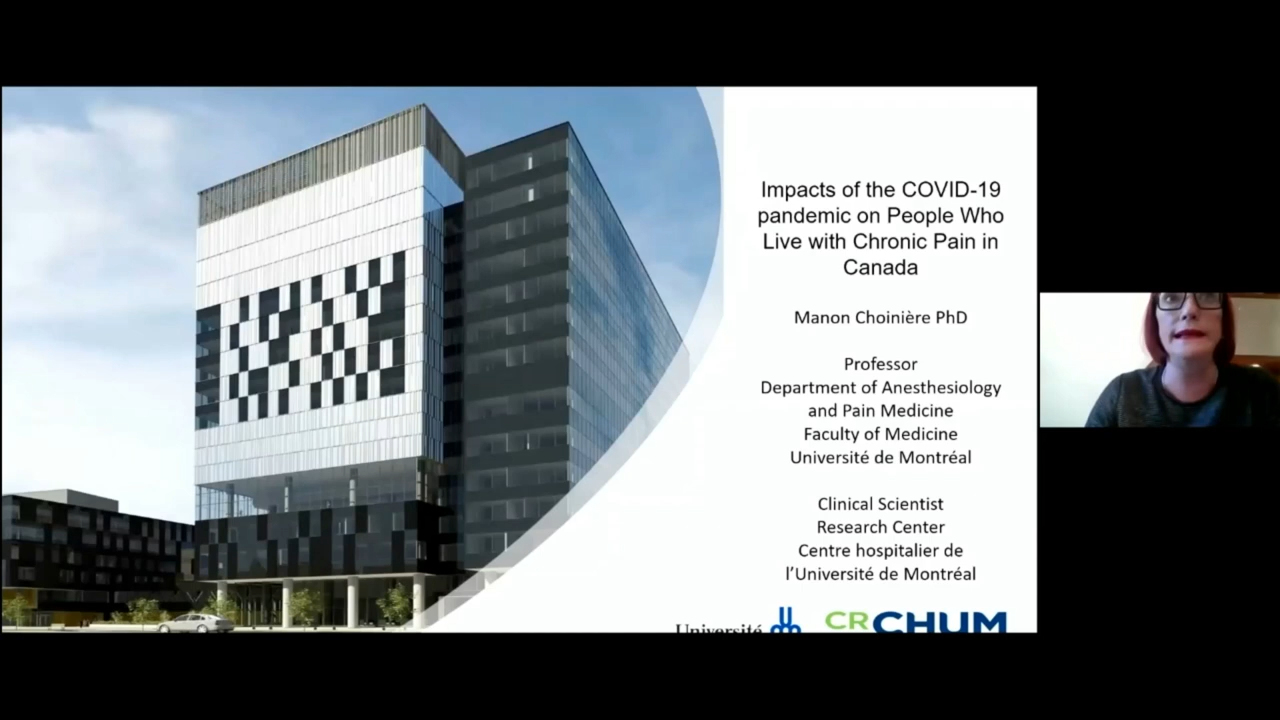 Impacts of the COVID-19
pandemic on People Who
Live with Chronic Pain in
Canada
Manon Choinière PhD
Professor
Department of Anesthesiology
and Pain Medicine
Faculty of Medicine
Université de Montréal
Clinical Scientist
Research Center
Centre hospitalier de
l’Université de Montréal
Université
CRCHUM